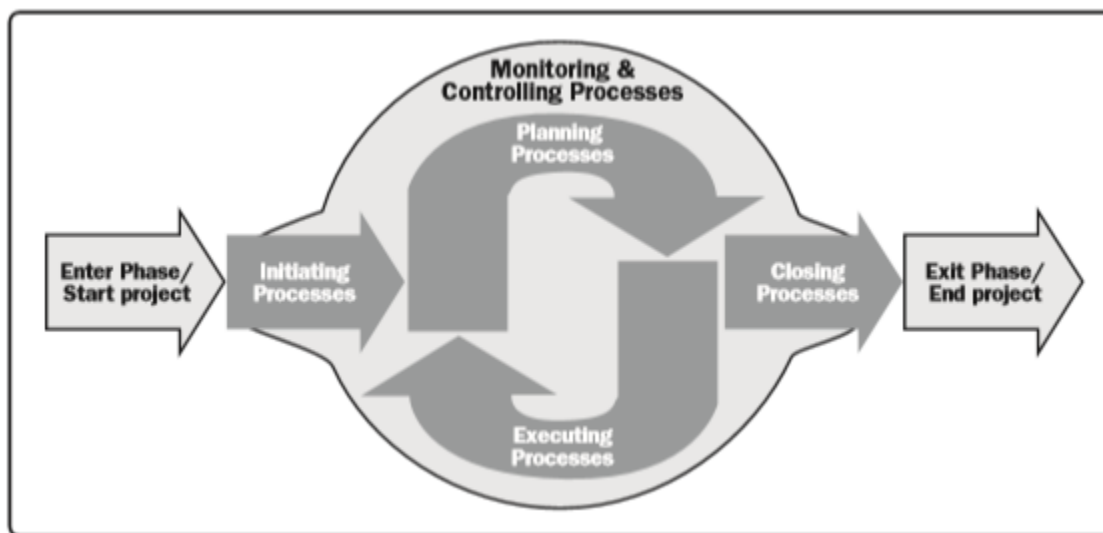 Monitoring &
Controlling Processes
Planning
Processes
Enter Phase/
Start project
Initiating
Processes
Closing
Processes
Exit Phase/
End project
Executing
Processes